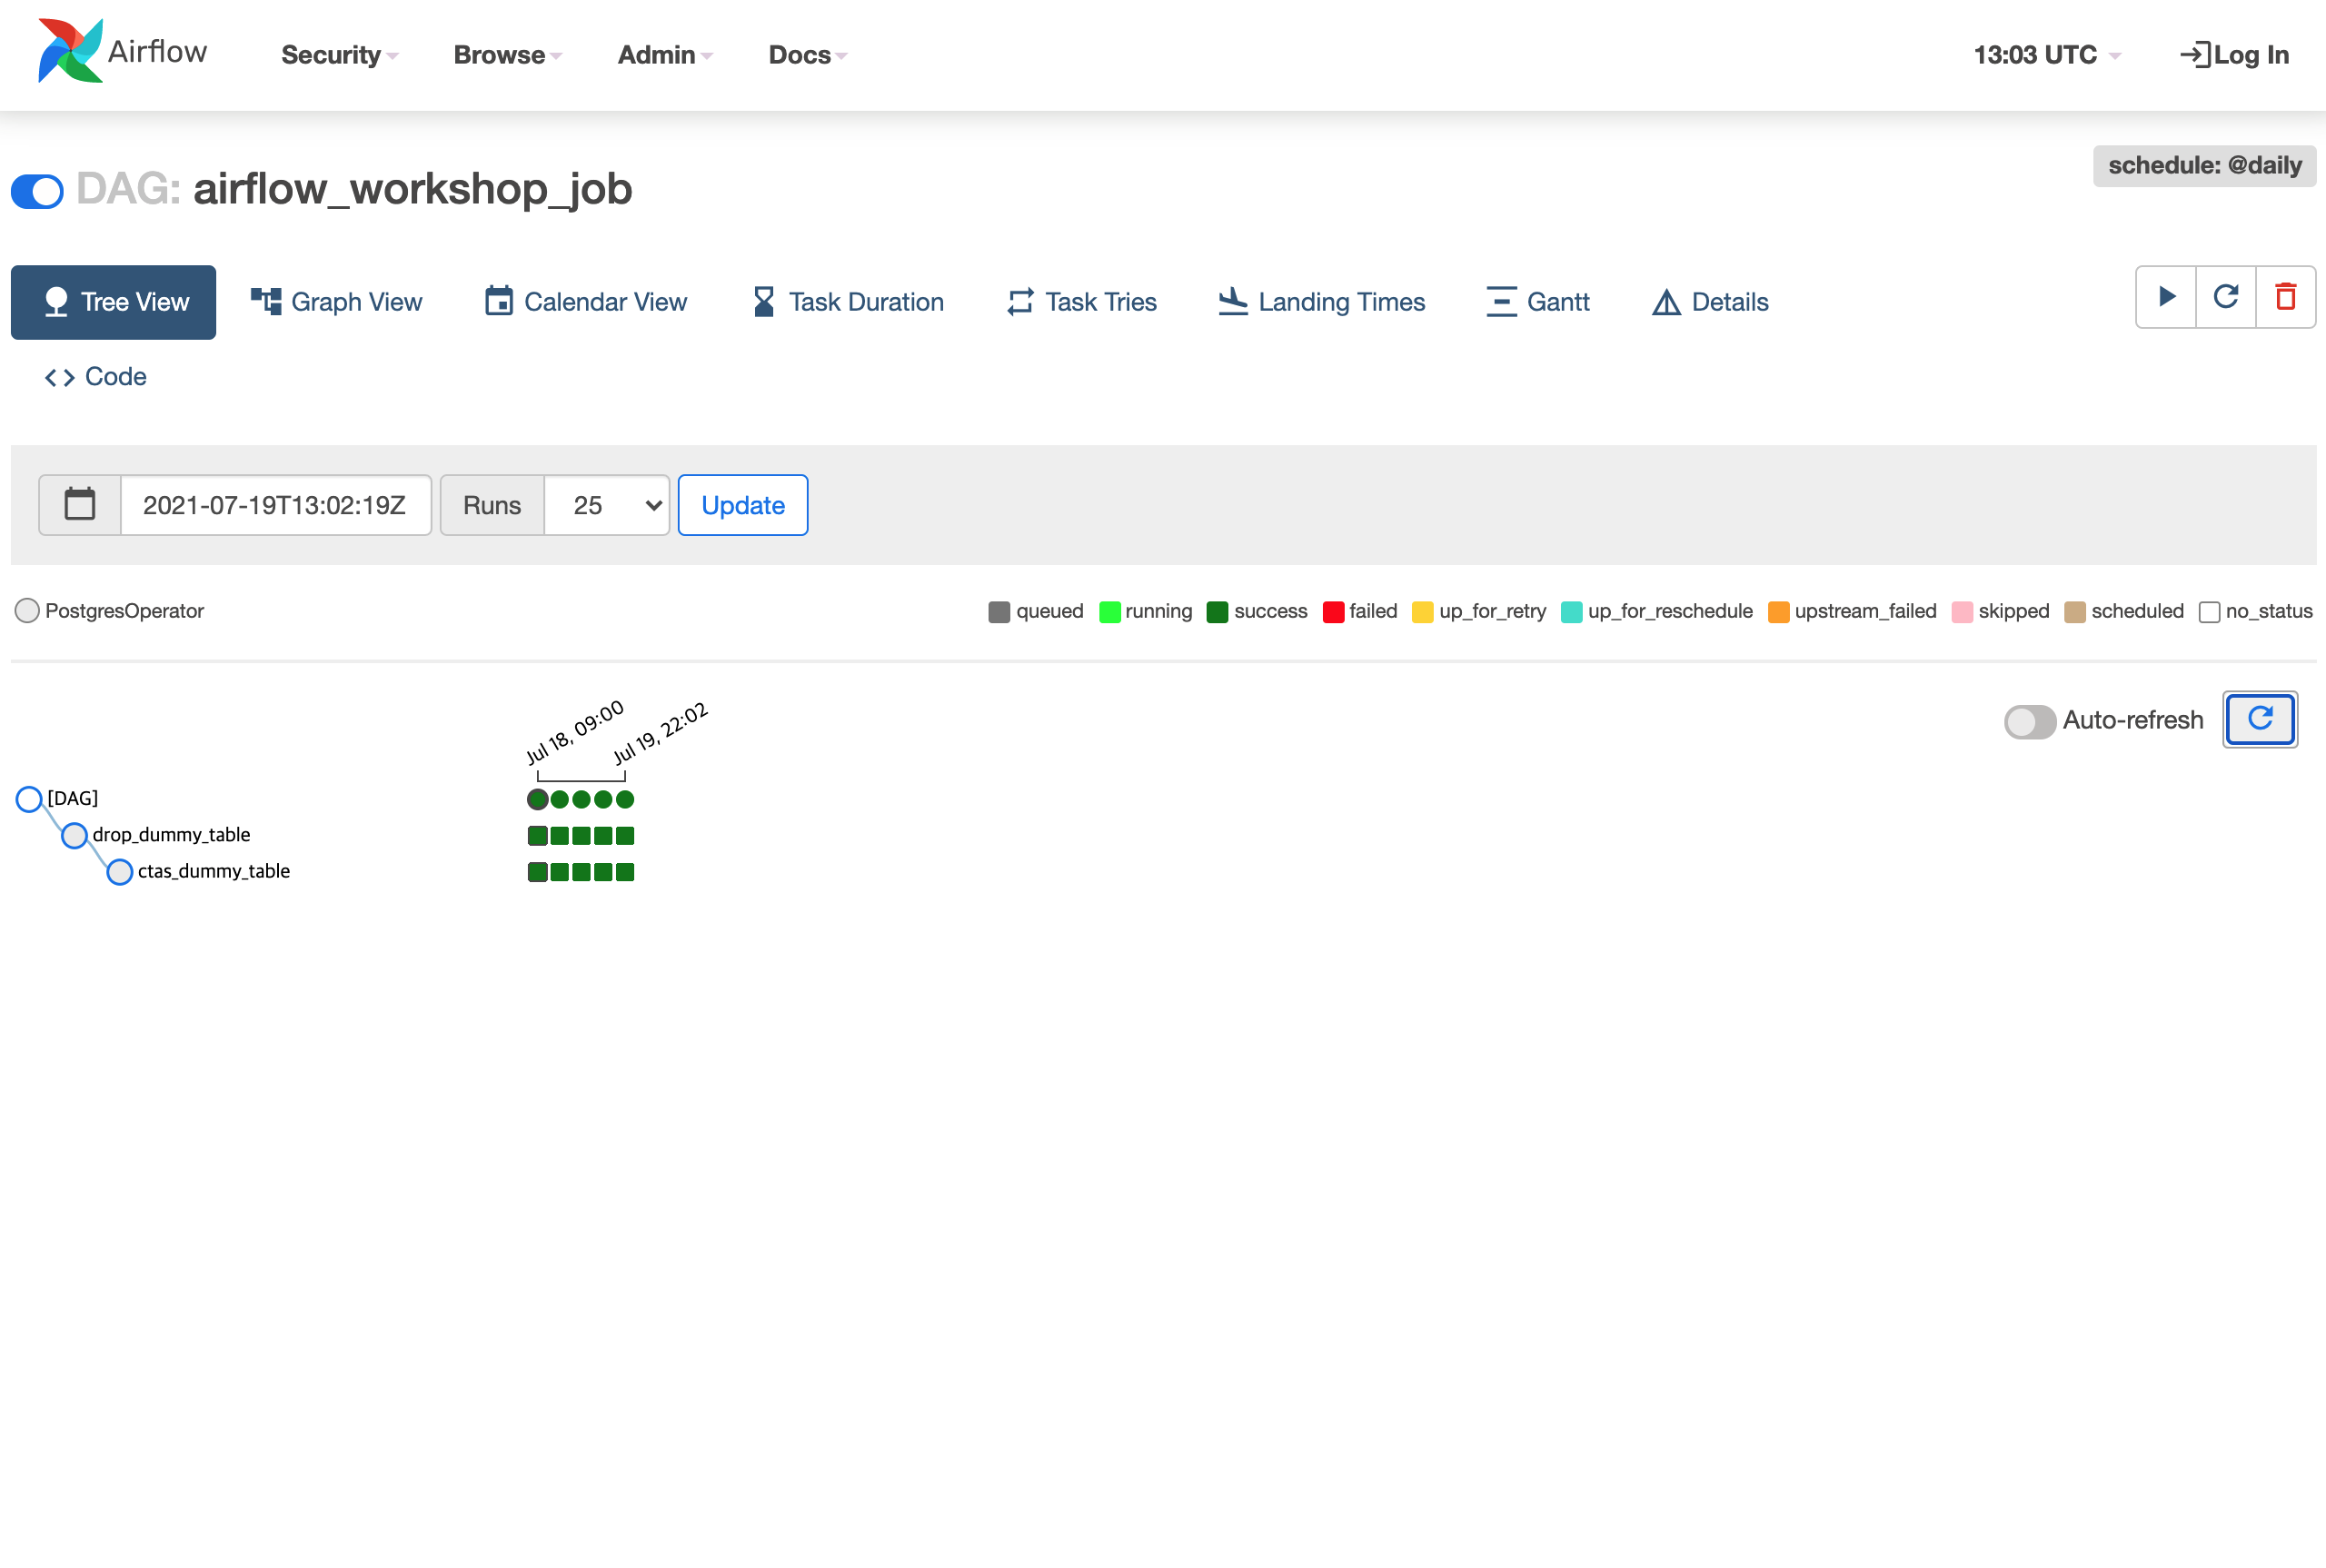 Airflow Security Browse Admin Docs 13:03 UTC Log In
schedule: @daily
DAG: airflow_workshop_job
Tree View Graph View Calendar View Task Duration Task Tries Landing Times Gantt Details
Code
2021-07-19T13:02:19Z Runs 25 Update
PostgresOperator queued running success failed up_for_retry up_for_reschedule upstream_failed skipped scheduled no_status
Jul 18, 09:00 Jul 19, 22:02
Auto-refresh
[DAG]
drop_dummy_table
ctas_dummy_table